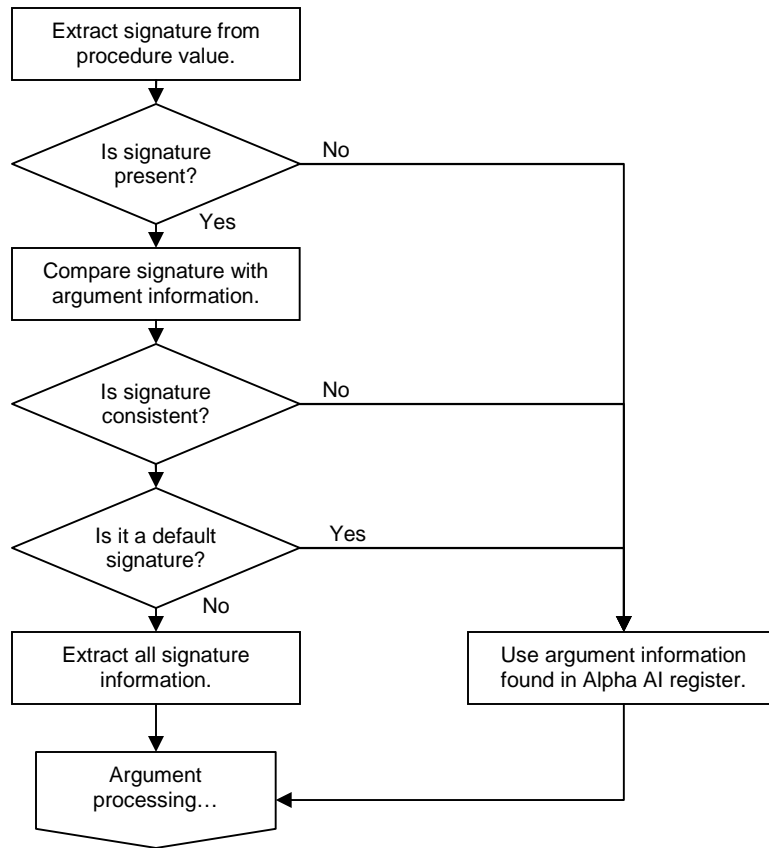 Extract signature from
procedure value.
Is signature
present?
No
Yes
Compare signature with
argument information.
Is signature
consistent?
No
Is it a default
signature?
Yes
No
Extract all signature
information.
Use argument information
found in Alpha AI register.
Argument
processing…